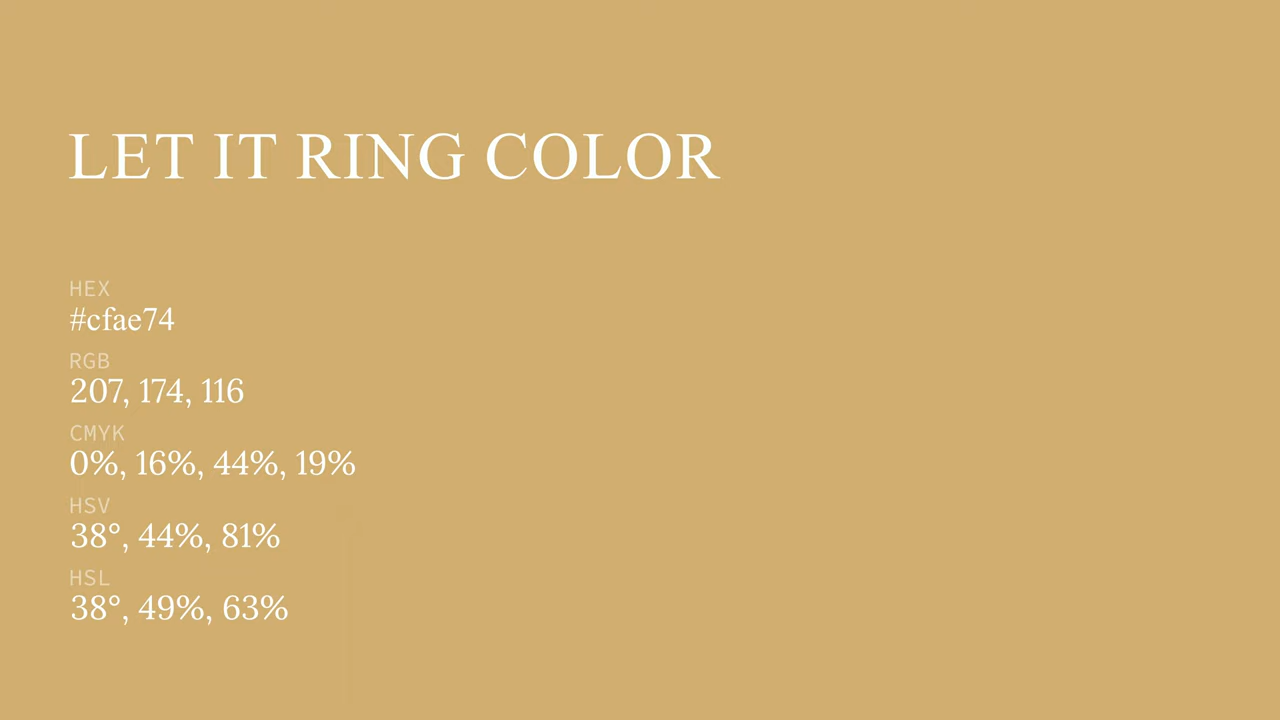 LET IT RING COLOR
HEX
#cfae74
RGB
207, 174, 116
CMYK
0%, 16%, 44%, 19%
HSV
38°, 44%, 81%
HSL
38°, 49%, 63%